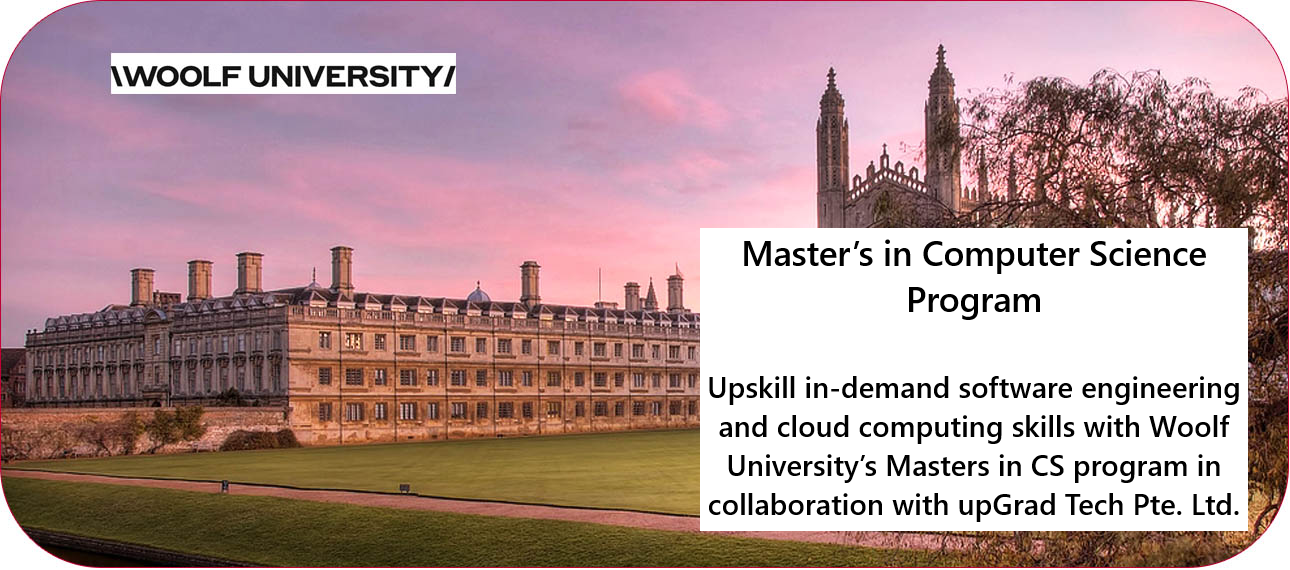 \WOOLF UNIVERSITY/
Master’s in Computer Science
Program
Upskill in-demand software engineering
and cloud computing skills with Woolf
University’s Masters in CS program in
collaboration with upGrad Tech Pte. Ltd.